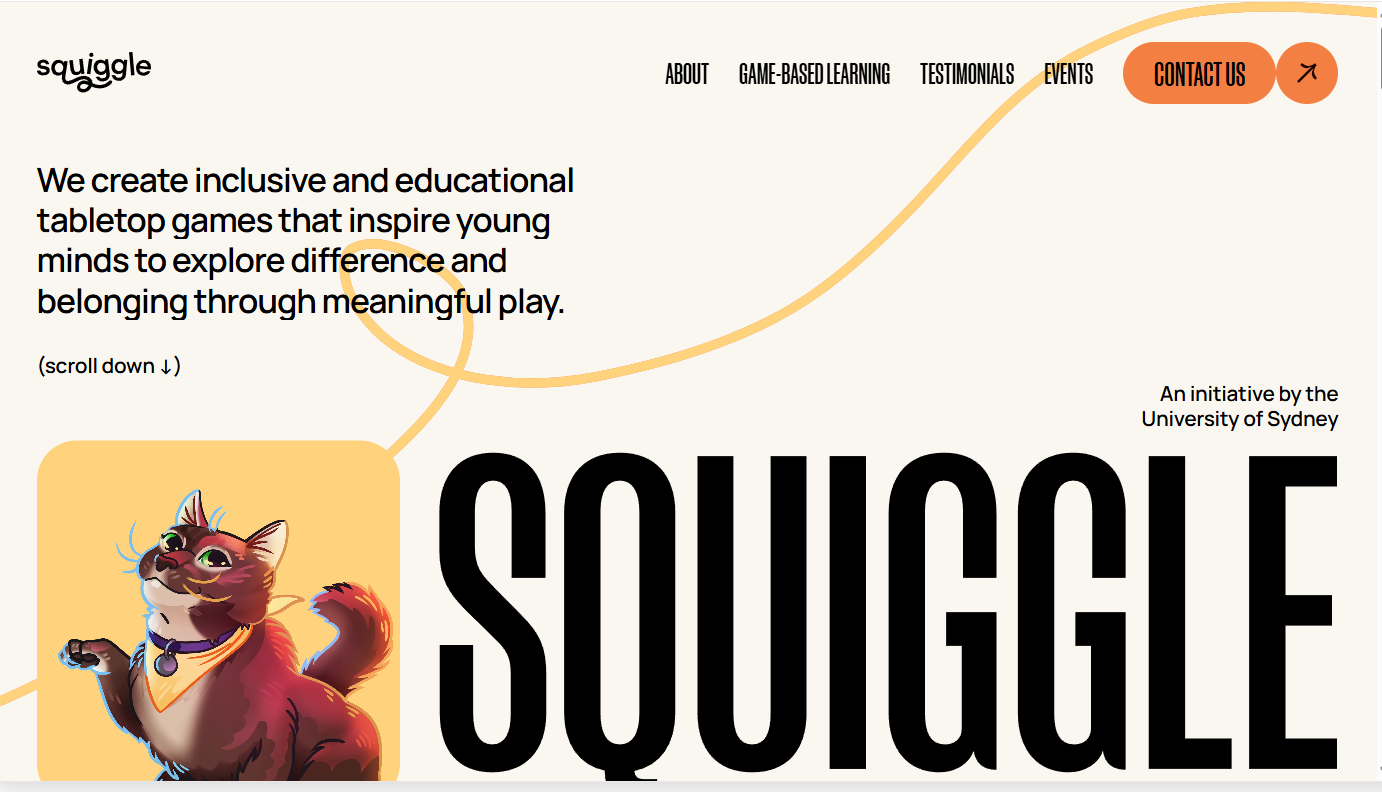 squiggle
ABOUT
GAME-BASED LEARNING
TESTIMONIALS
EVENTS
CONTACT US
We create inclusive and educational
tabletop games that inspire young
minds to explore difference and
belonging through meaningful play.
(scroll down ↓)
An initiative by the
University of Sydney
SQUIGGLE